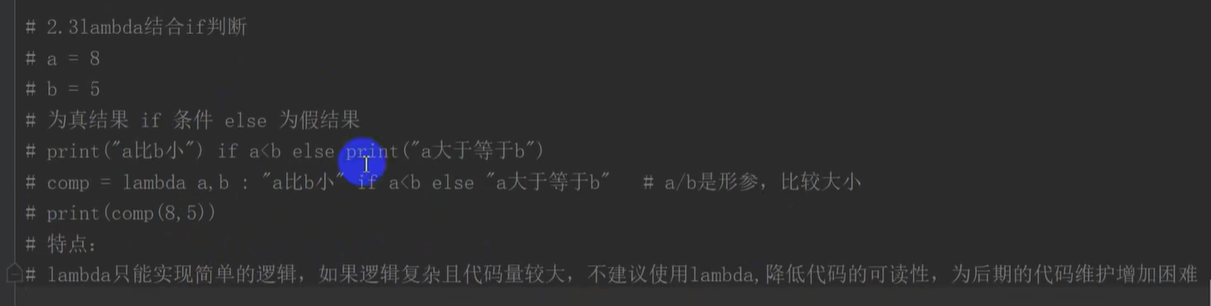 # 2.3lambda结合if判断
# a = 8
# b = 5
# 为真结果 if 条件 else 为假结果
# print("a比b小") if a<b else print("a大于等于b")
# comp = lambda a,b : "a比b小" if a<b else "a大于等于b"   # a/b是形参，比较大小
# print(comp(8,5))
# 特点：
# lambda只能实现简单的逻辑，如果逻辑复杂且代码量较大，不建议使用lambda,降低代码的可读性，为后期的代码维护增加困难